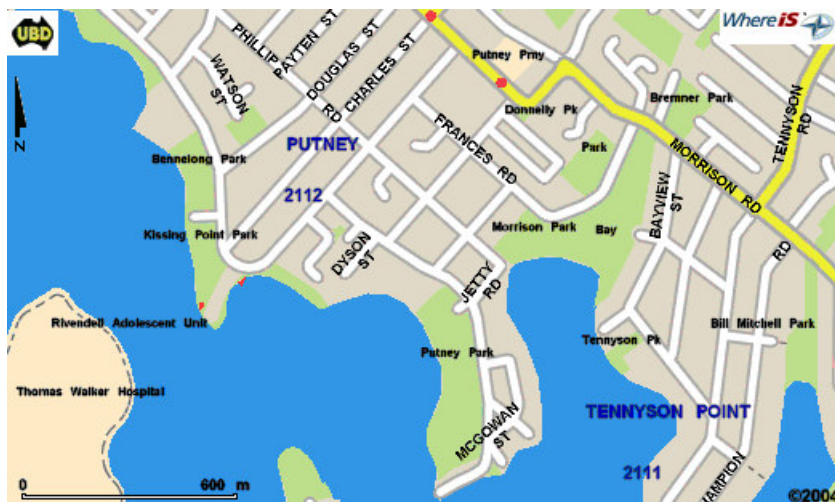 UBD
WhereiS
PHILLIP RD
PAYTEN ST
DOUGLAS ST
CHARLES ST
WATSON ST
Putney Prny
Donnelly Pk
Bremner Park
TENNYSON RD
Bennelong Park
PUTNEY
2112
FRANCES RD
Park
MORRISON RD
BAYVIEW ST
Kissing Point Park
Morrison Park Bay
DYSON ST
JETTY RD
RD
Rivendell Adolescent Unit
Putney Park
Tennyson Pk
Bill Mitchell Park
Thomas Walker Hospital
MCGOWAN ST
TENNYSON POINT
2111
CHAMPION
N
0 600 m